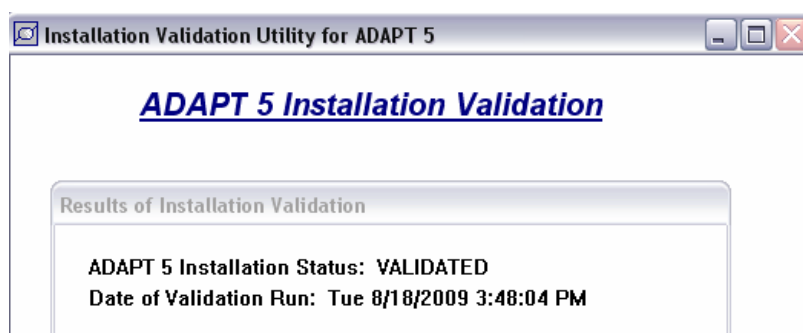 Installation Validation Utility for ADAPT 5
ADAPT 5 Installation Validation
Results of Installation Validation
ADAPT 5 Installation Status: VALIDATED
Date of Validation Run: Tue 8/18/2009 3:48:04 PM